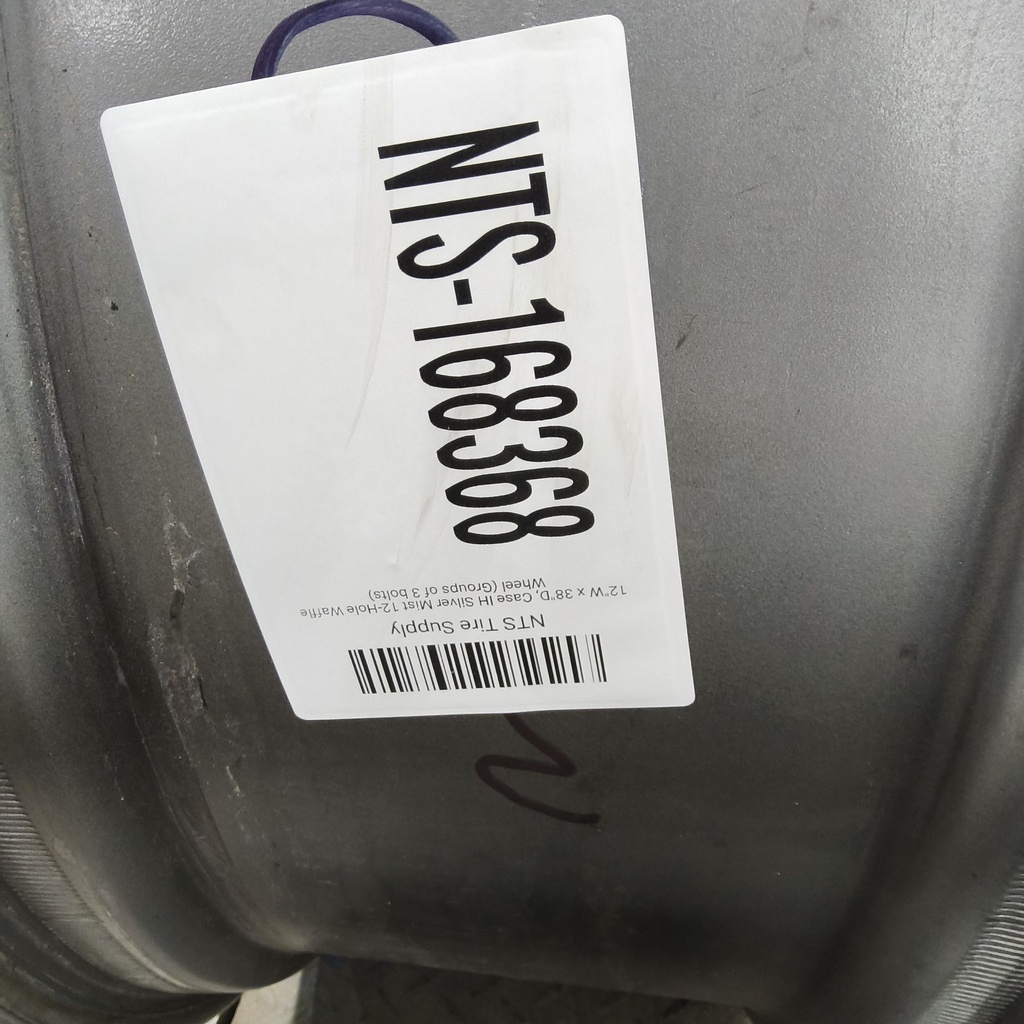 NTS-168368
NTS Tire Supply
12"W x 38"D, Case IH Silver Mist 12-Hole Waffle
Wheel (Groups of 3 bolts)